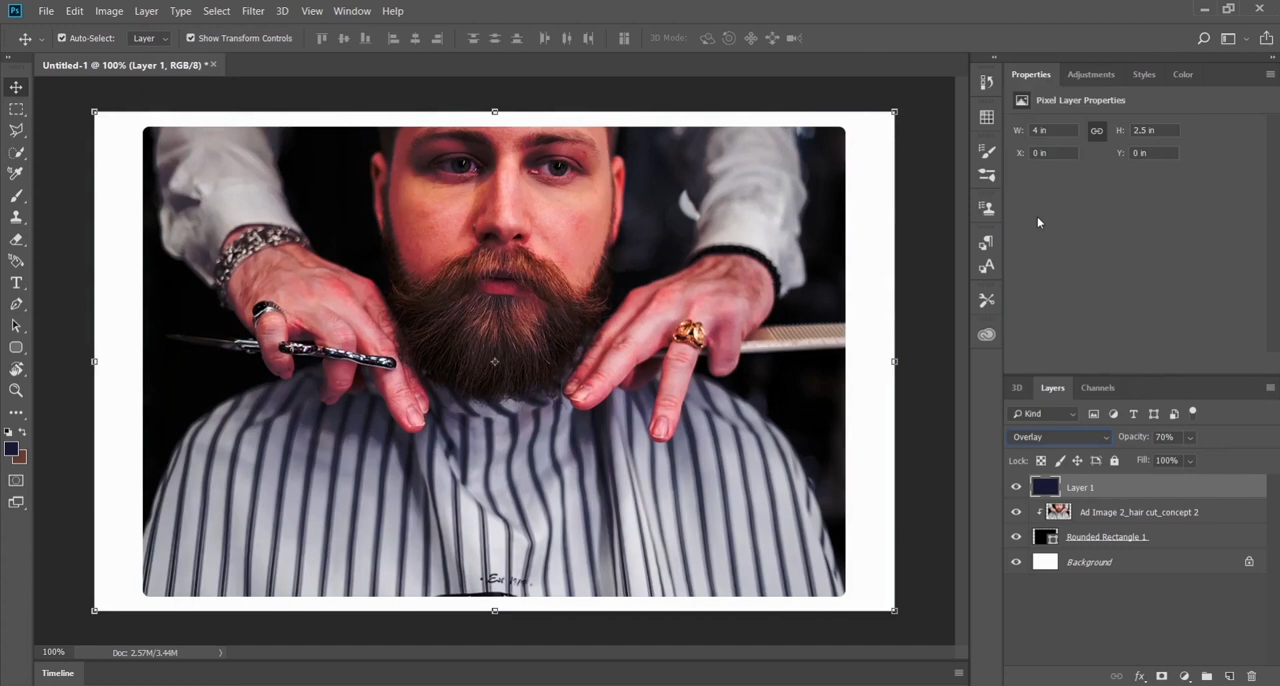 Ps File Edit Image Layer Type Select Filter 3D View Window Help
Auto-Select: Layer Show Transform Controls 3D Mode:
Untitled-1 @ 100% (Layer 1, RGB/8) *
Properties Adjustments Styles Color
Pixel Layer Properties
W: 4 in H: 2.5 in
X: 0 in Y: 0 in
3D Layers Channels
Kind
Overlay Opacity: 70%
Lock: Fill: 100%
Layer 1
Ad Image 2_hair cut_concept 2
Rounded Rectangle 1
Background
100% Doc: 2.57M/3.44M
Timeline